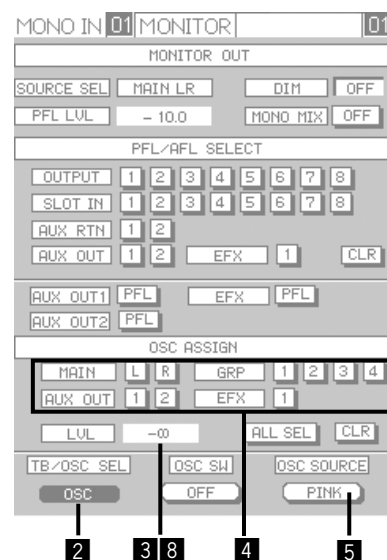 MONO IN 01 MONITOR 01
MONITOR OUT
SOURCE SEL MAIN LR DIM OFF
PFL LVL – 10.0 MONO MIX OFF
PFL/AFL SELECT
OUTPUT 1 2 3 4 5 6 7 8
SLOT IN 1 2 3 4 5 6 7 8
AUX RTN 1 2
AUX OUT 1 2 EFX 1 CLR
AUX OUT1 PFL EFX PFL
AUX OUT2 PFL
OSC ASSIGN
MAIN L R GRP 1 2 3 4
AUX OUT 1 2 EFX 1
LVL –∞ ALL SEL CLR
TB/OSC SEL OSC SW OSC SOURCE
OSC OFF PINK
2 3 8 4 5